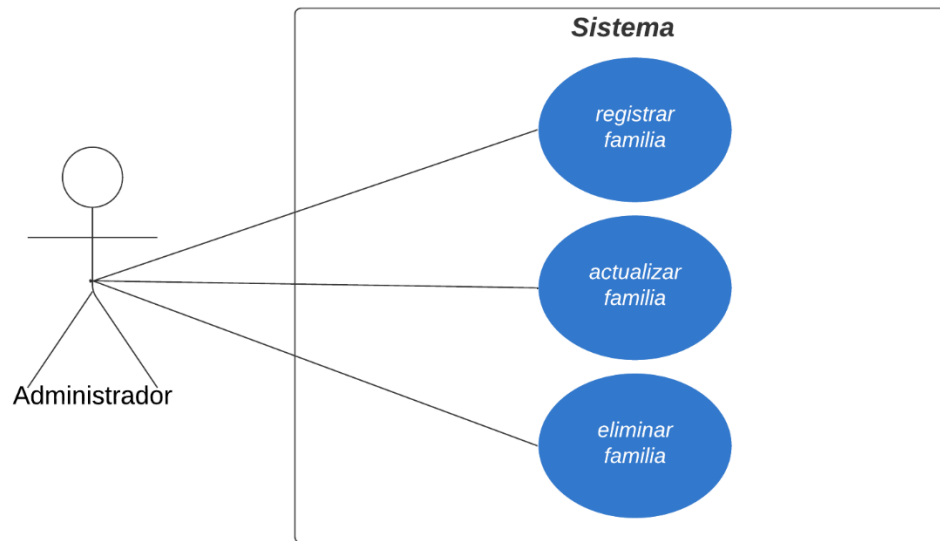 Sistema
registrar
familia
actualizar
familia
eliminar
familia
Administrador